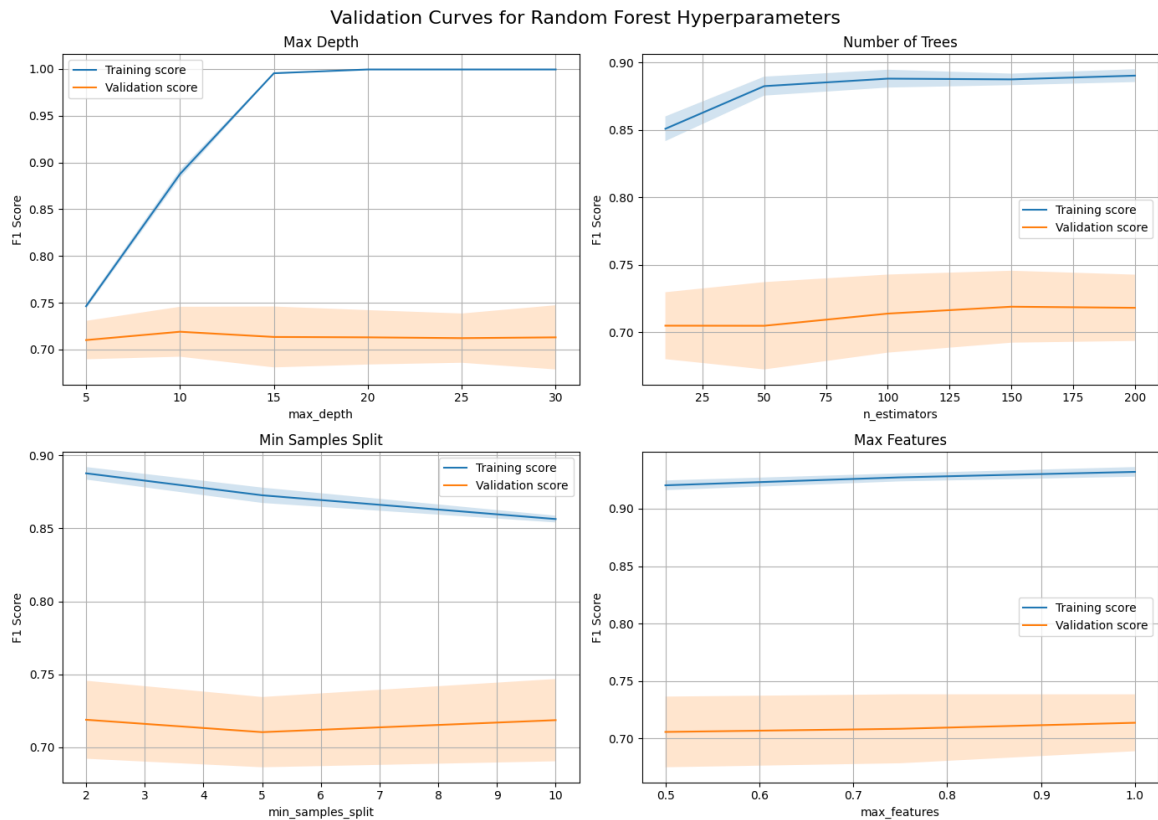 Validation Curves for Random Forest Hyperparameters
Max Depth
1.00
0.95
0.90
0.85
0.80
0.75
0.70
F1 Score
Training score
Validation score
5
10
15
20
25
30
max_depth
Number of Trees
0.90
0.85
0.80
0.75
0.70
F1 Score
Training score
Validation score
25
50
75
100
125
150
175
200
n_estimators
Min Samples Split
0.90
0.85
0.80
0.75
0.70
F1 Score
Training score
Validation score
2
3
4
5
6
7
8
9
10
min_samples_split
Max Features
0.90
0.85
0.80
0.75
0.70
F1 Score
Training score
Validation score
0.5
0.6
0.7
0.8
0.9
1.0
max_features